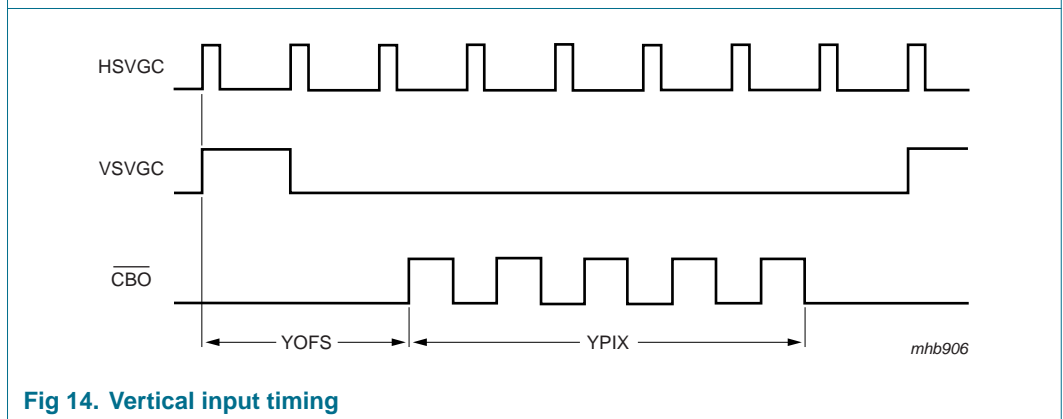 HSVGC
VSVGC
CBO
YOFS
YPIX
mhb906
Fig 14. Vertical input timing